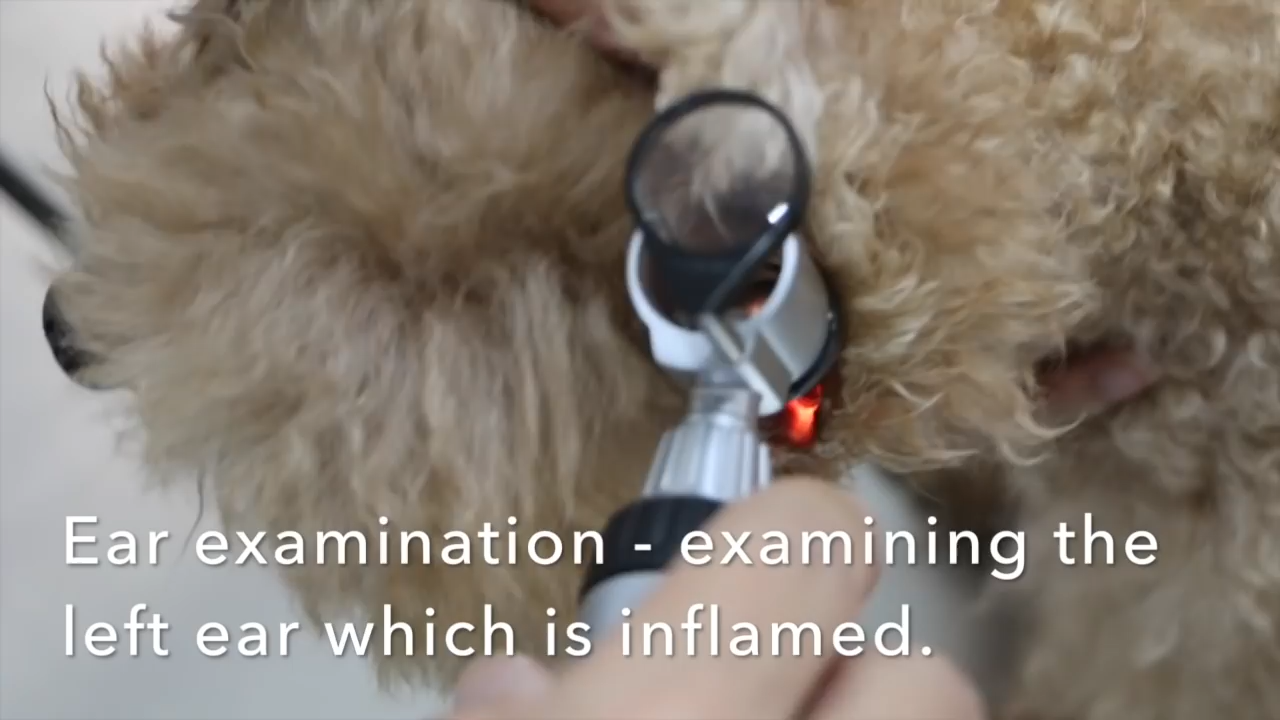 Ear examination - examining the
left ear which is inflamed.